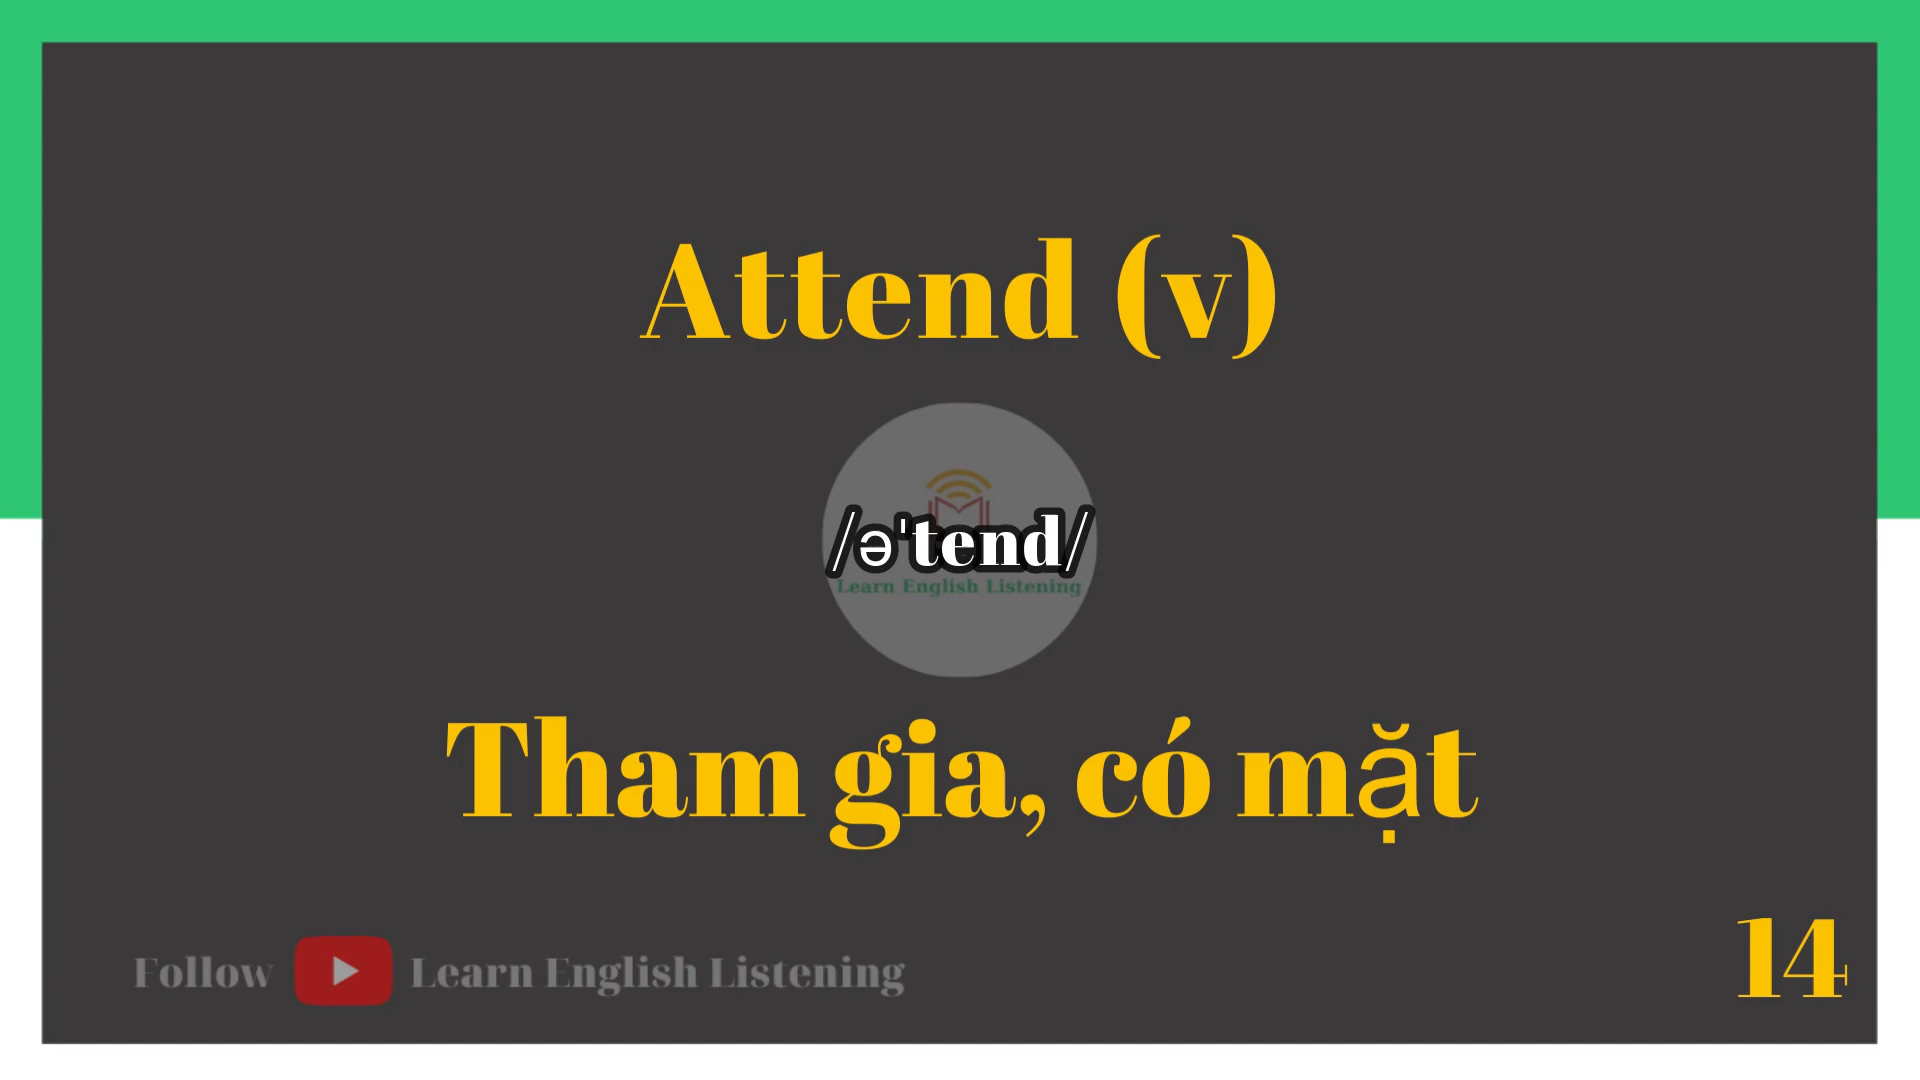 Attend (v)
/ə'tend/
Learn English Listening
Tham gia, có mặt
14
Follow Learn English Listening